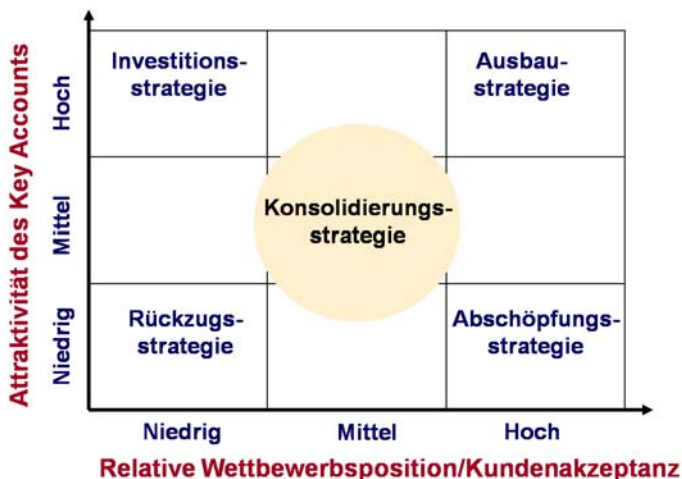 Attraktivität des Key Accounts
Hoch
Mittel
Niedrig
Investitions-
strategie
Ausbau-
strategie
Konsolidierungs-
strategie
Rückzugs-
strategie
Abschöpfungs-
strategie
Niedrig
Mittel
Hoch
Relative Wettbewerbsposition/Kundenakzeptanz